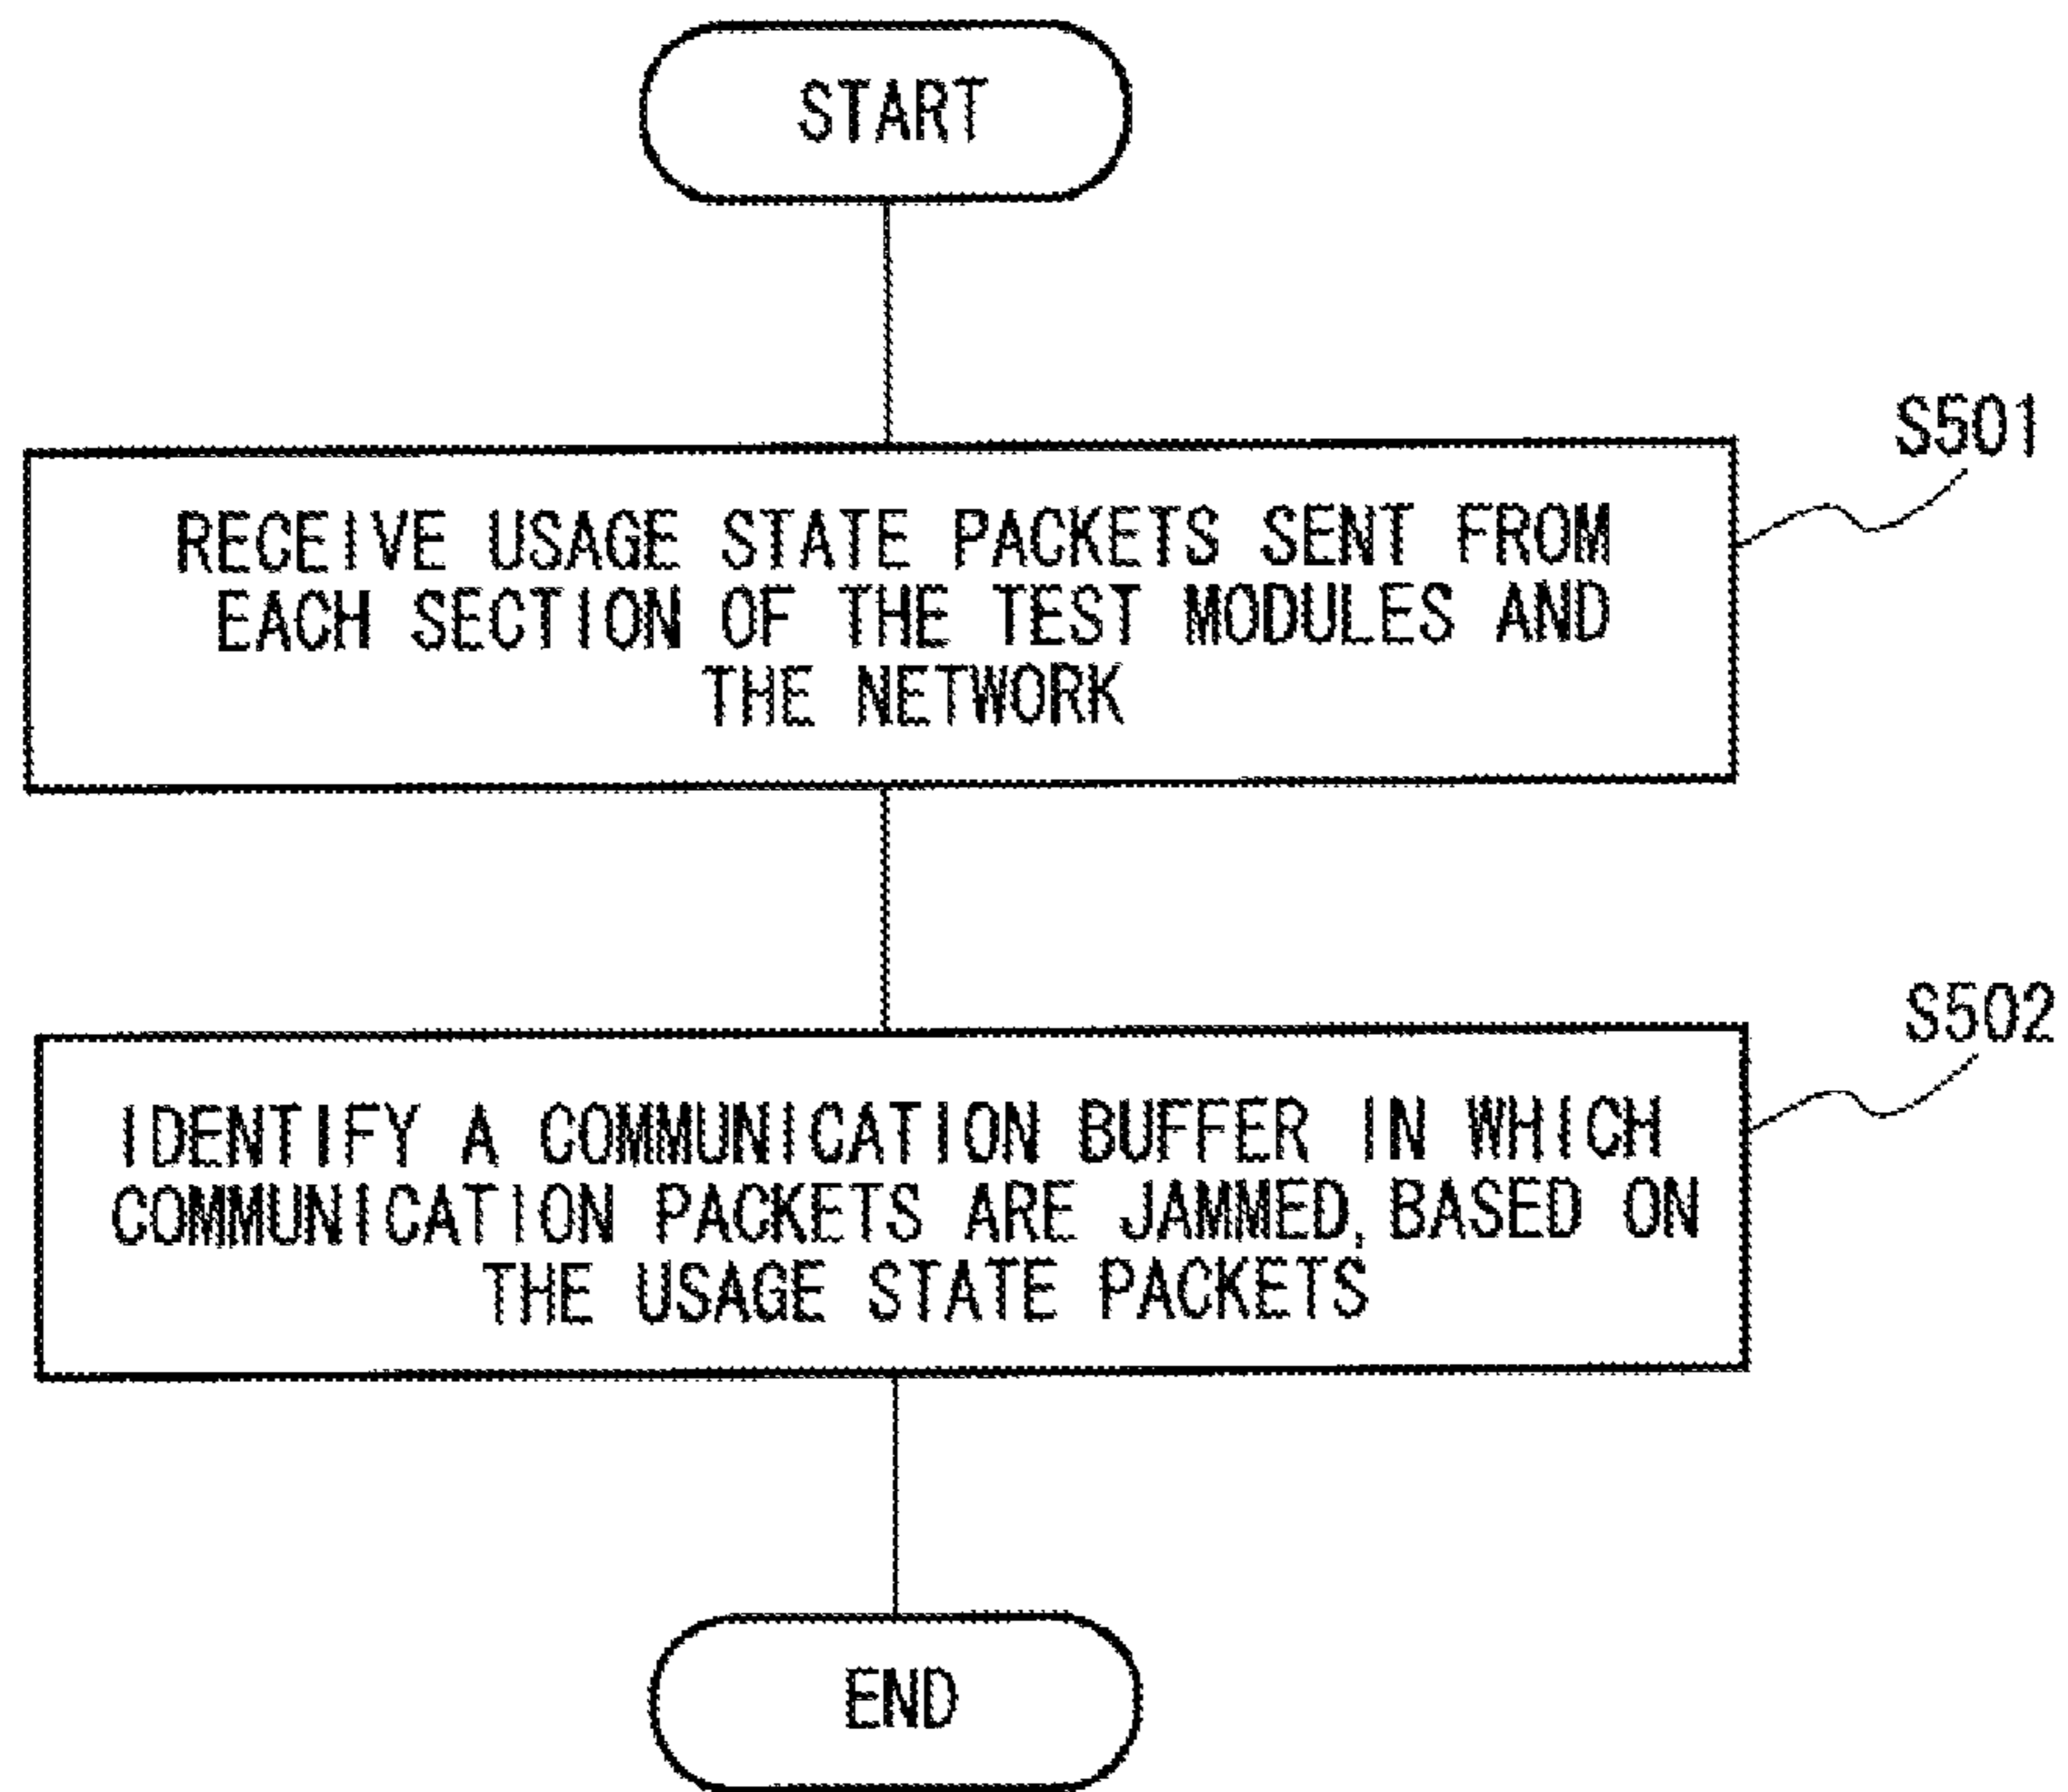 START
S501
RECEIVE USAGE STATE PACKETS SENT FROM
EACH SECTION OF THE TEST MODULES AND
THE NETWORK
S502
IDENTIFY A COMMUNICATION BUFFER IN WHICH
COMMUNICATION PACKETS ARE JAMMED, BASED ON
THE USAGE STATE PACKETS
END